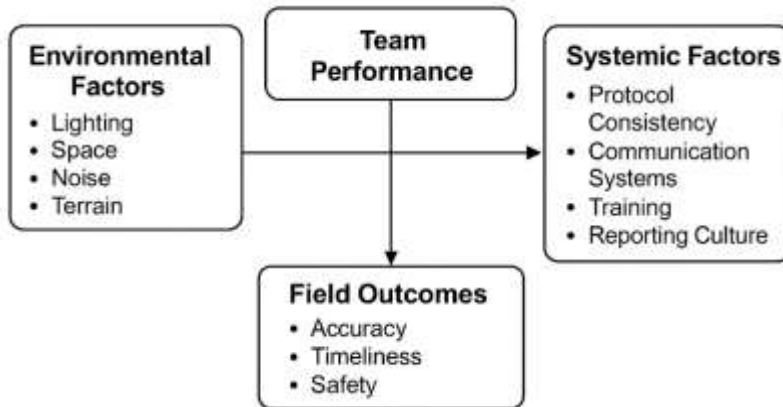 Environmental
Factors
• Lighting
• Space
• Noise
• Terrain
Team
Performance
Systemic Factors
• Protocol
Consistency
• Communication
Systems
• Training
• Reporting Culture
Field Outcomes
• Accuracy
• Timeliness
• Safety